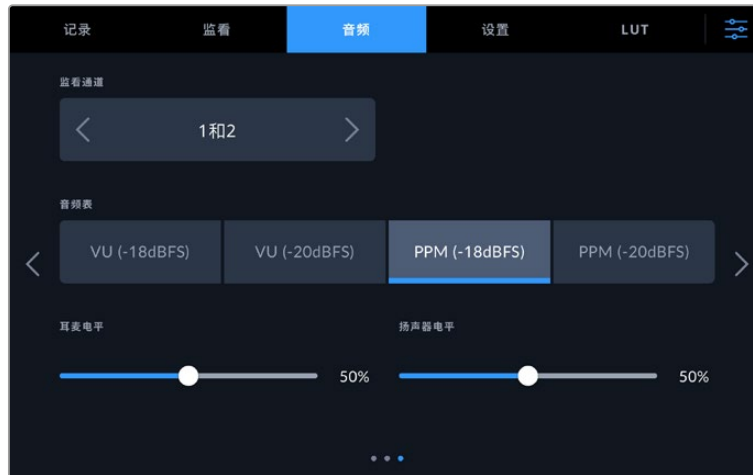 记录 监看 音频 设置 LUT
监看通道
1和2
音频表
VU (-18dBFS) VU (-20dBFS) PPM (-18dBFS) PPM (-20dBFS)
耳麦电平 扬声器电平
50% 50%